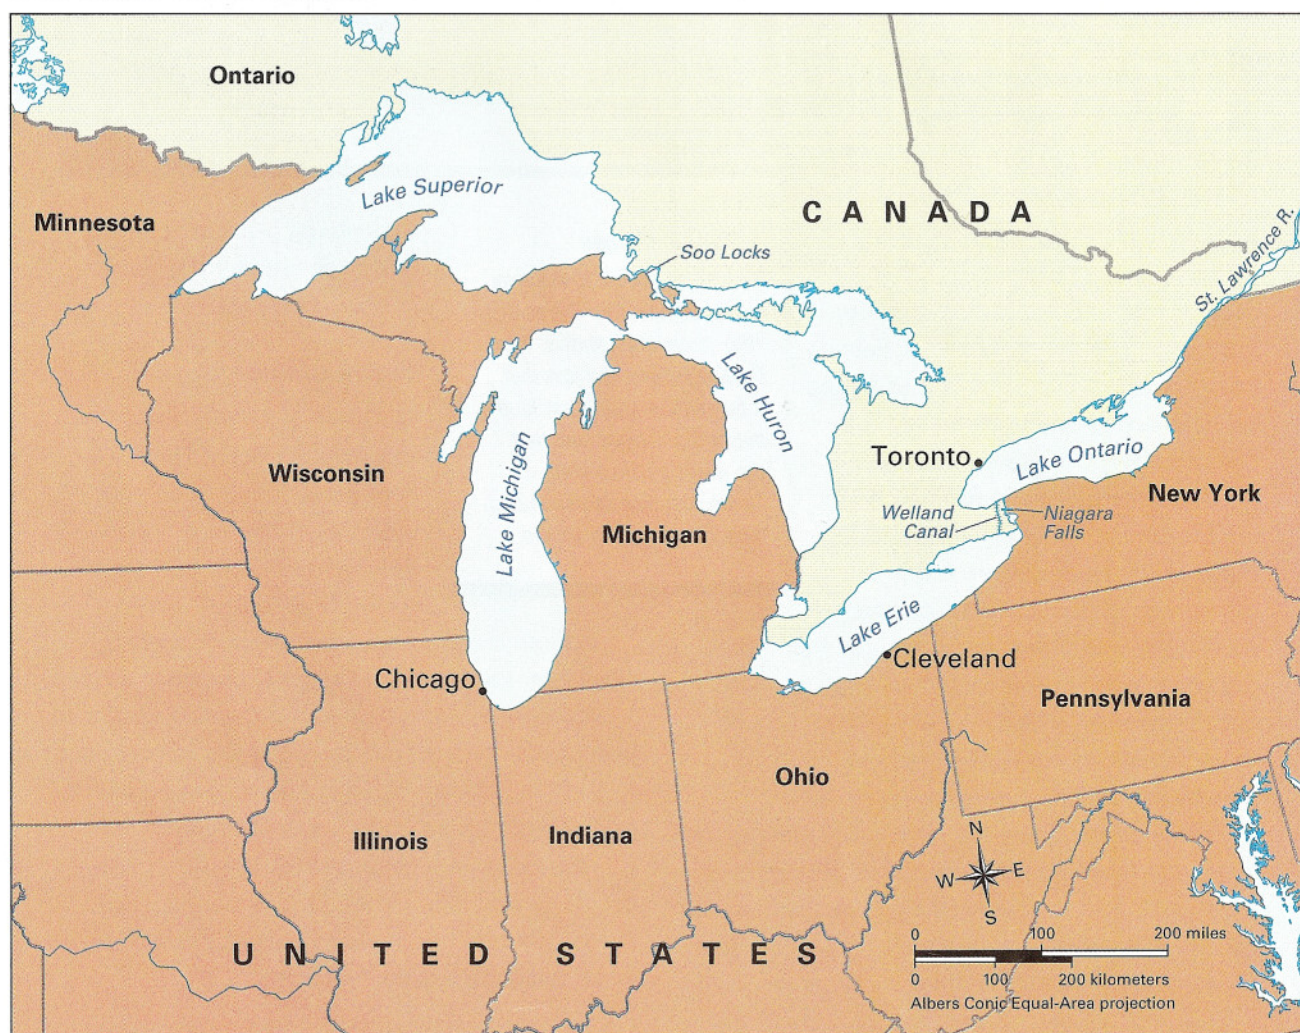 Ontario
Lake Superior
Minnesota
CANADA
St. Lawrence R.
Soo Locks
Lake Huron
Lake Michigan
Toronto
Lake Ontario
Wisconsin
New York
Welland
Canal
Niagara
Falls
Michigan
Lake Erie
Cleveland
Chicago
Pennsylvania
Ohio
Illinois
Indiana
N
W
E
S
UNITED STATES
0 100 200 miles
0 100 200 kilometers
Albers Conic Equal-Area projection